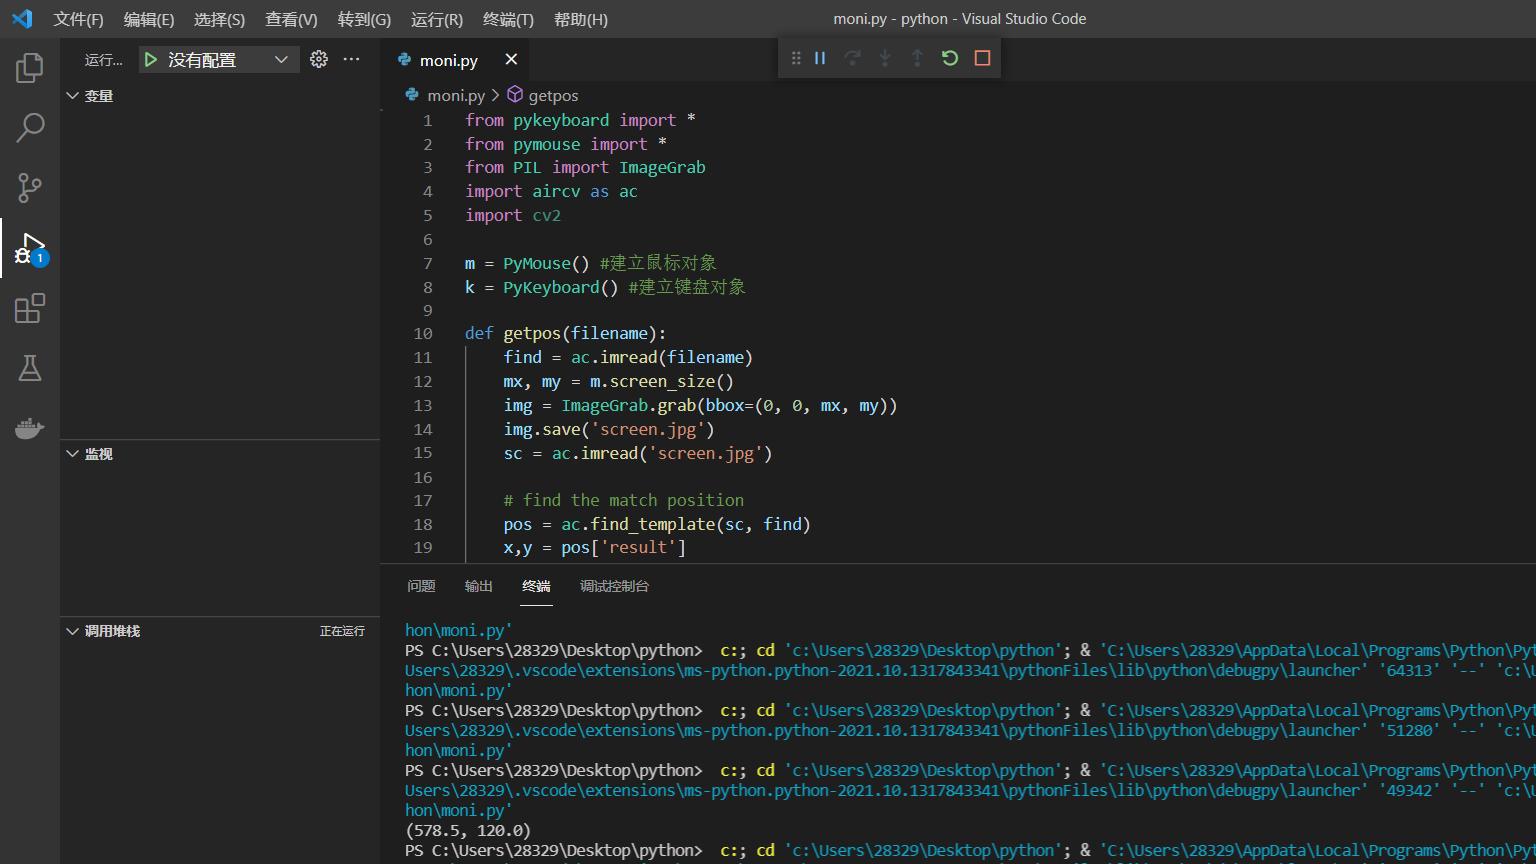 文件(F) 编辑(E) 选择(S) 查看(V) 转到(G) 运行(R) 终端(T) 帮助(H) moni.py - python - Visual Studio Code
运行... 没有配置 ···
变量
1
监视
调用堆栈 正在运行
moni.py
moni.py > getpos
1 from pykeyboard import *
2 from pymouse import *
3 from PIL import ImageGrab
4 import aircv as ac
5 import cv2
6
7 m = PyMouse() #建立鼠标对象
8 k = PyKeyboard() #建立键盘对象
9
10 def getpos(filename):
11 find = ac.imread(filename)
12 mx, my = m.screen_size()
13 img = ImageGrab.grab(bbox=(0, 0, mx, my))
14 img.save('screen.jpg')
15 sc = ac.imread('screen.jpg')
16
17 # find the match position
18 pos = ac.find_template(sc, find)
19 x,y = pos['result']
问题 输出 终端 调试控制台
hon\moni.py'
PS C:\Users\28329\Desktop\python> c:; cd 'c:\Users\28329\Desktop\python'; & 'C:\Users\28329\AppData\Local\Programs\Python\Pyt
Users\28329\.vscode\extensions\ms-python.python-2021.10.1317843341\pythonFiles\lib\python\debugpy\launcher' '64313' '--' 'c:\U
hon\moni.py'
PS C:\Users\28329\Desktop\python> c:; cd 'c:\Users\28329\Desktop\python'; & 'C:\Users\28329\AppData\Local\Programs\Python\Pyt
Users\28329\.vscode\extensions\ms-python.python-2021.10.1317843341\pythonFiles\lib\python\debugpy\launcher' '51280' '--' 'c:\U
hon\moni.py'
PS C:\Users\28329\Desktop\python> c:; cd 'c:\Users\28329\Desktop\python'; & 'C:\Users\28329\AppData\Local\Programs\Python\Pyt
Users\28329\.vscode\extensions\ms-python.python-2021.10.1317843341\pythonFiles\lib\python\debugpy\launcher' '49342' '--' 'c:\U
hon\moni.py'
(578.5, 120.0)
PS C:\Users\28329\Desktop\python> c:; cd 'c:\Users\28329\Desktop\python'; & 'C:\Users\28329\AppData\Local\Programs\Python\Pyt